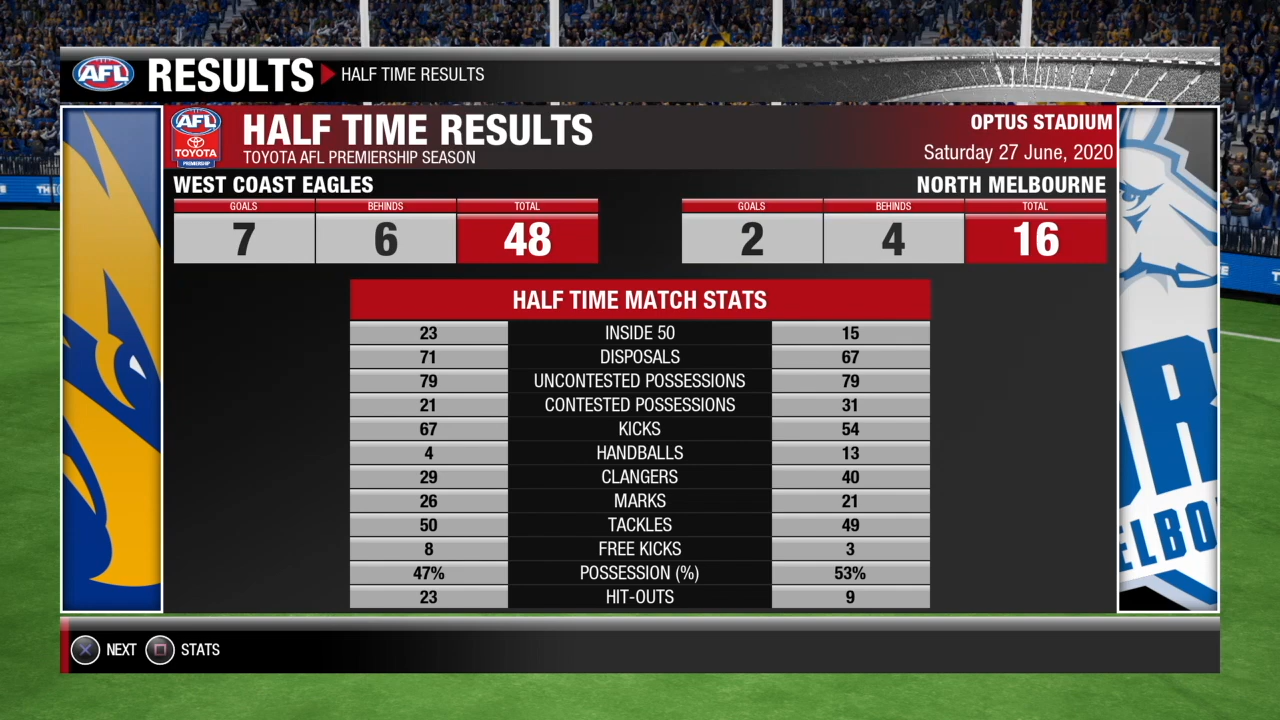 AFL RESULTS HALF TIME RESULTS
AFL TOYOTA PREMIERSHIP
HALF TIME RESULTS
TOYOTA AFL PREMIERSHIP SEASON
OPTUS STADIUM
Saturday 27 June, 2020
WEST COAST EAGLES
NORTH MELBOURNE
GOALS BEHINDS TOTAL
GOALS BEHINDS TOTAL
7 6 48
2 4 16
HALF TIME MATCH STATS
23 INSIDE 50 15
71 DISPOSALS 67
79 UNCONTESTED POSSESSIONS 79
21 CONTESTED POSSESSIONS 31
67 KICKS 54
4 HANDBALLS 13
29 CLANGERS 40
26 MARKS 21
50 TACKLES 49
8 FREE KICKS 3
47% POSSESSION (%) 53%
23 HIT-OUTS 9
NEXT STATS